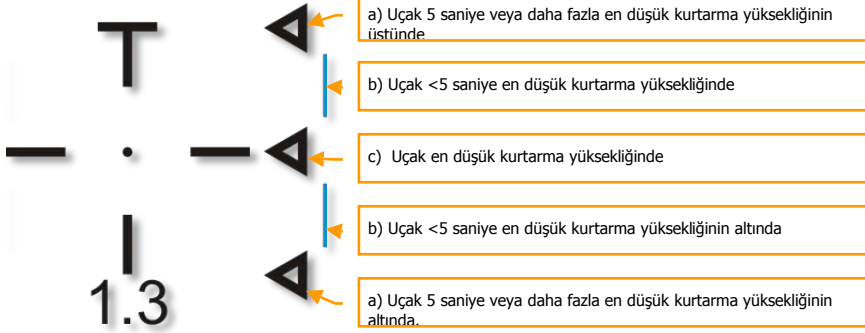 a) Uçak 5 saniye veya daha fazla en düşük kurtarma yüksekliğinin
üstünde
b) Uçak <5 saniye en düşük kurtarma yüksekliğinde
c) Uçak en düşük kurtarma yüksekliğinde
b) Uçak <5 saniye en düşük kurtarma yüksekliğinin altında
a) Uçak 5 saniye veya daha fazla en düşük kurtarma yüksekliğinin
altında.
1.3